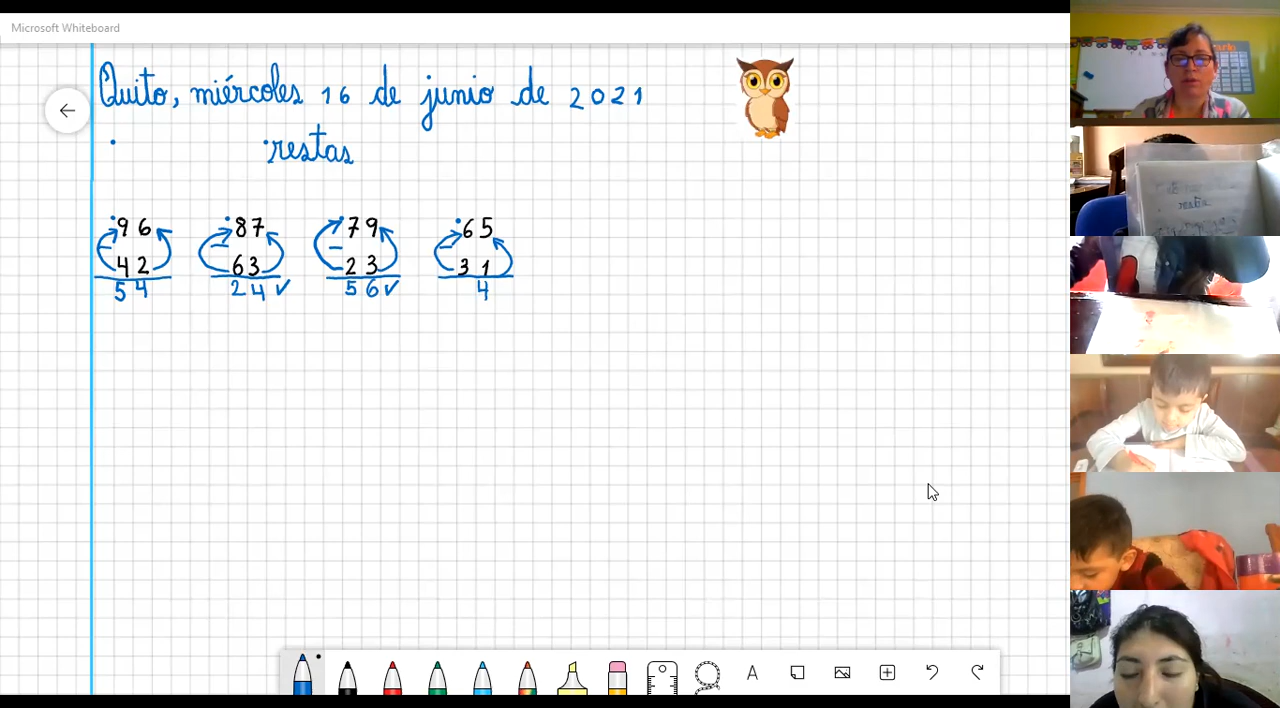 Microsoft Whiteboard
Quito, miércoles 16 de junio de 2021
restas
96 87 79 65
- - - -
42 63 23 31
54 24 ✓ 56 ✓ 4
restas
A